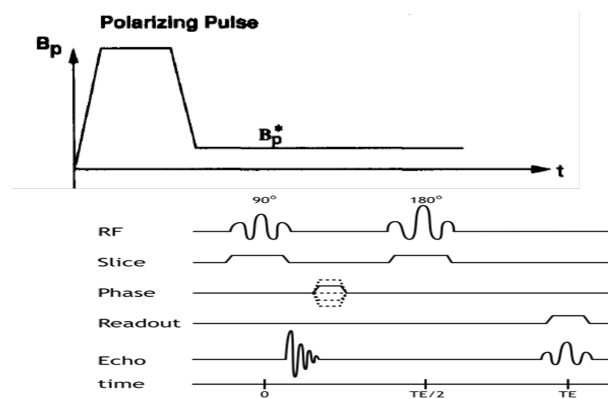 Polarizing Pulse
Bp
Bp*
t
90° 180°
RF
Slice
Phase
Readout
Echo
time 0 TE/2 TE